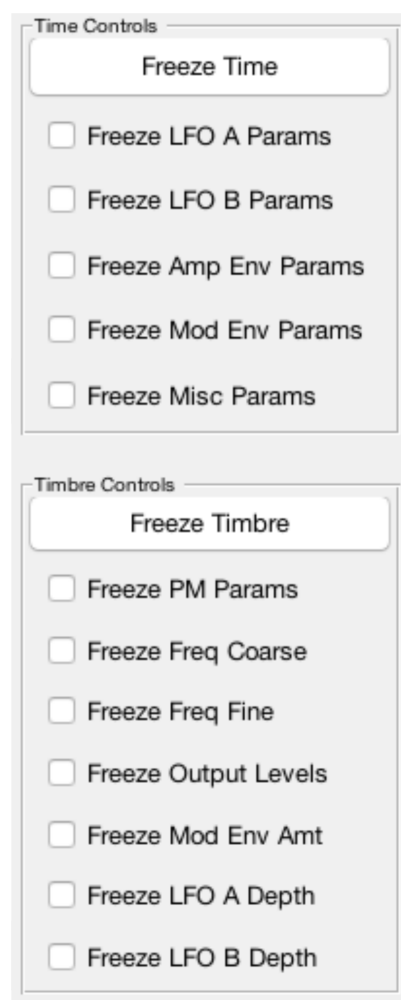 Time Controls
Freeze Time
Freeze LFO A Params
Freeze LFO B Params
Freeze Amp Env Params
Freeze Mod Env Params
Freeze Misc Params
Timbre Controls
Freeze Timbre
Freeze PM Params
Freeze Freq Coarse
Freeze Freq Fine
Freeze Output Levels
Freeze Mod Env Amt
Freeze LFO A Depth
Freeze LFO B Depth